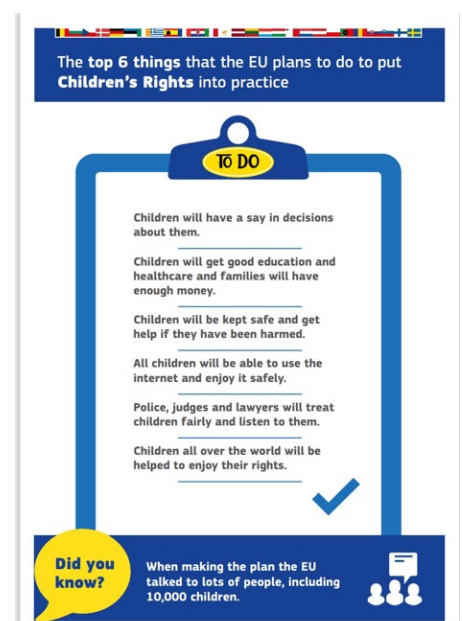 The top 6 things that the EU plans to do to put
Children's Rights into practice
TO DO
Children will have a say in decisions
about them.
Children will get good education and
healthcare and families will have
enough money.
Children will be kept safe and get
help if they have been harmed.
All children will be able to use the
internet and enjoy it safely.
Police, judges and lawyers will treat
children fairly and listen to them.
Children all over the world will be
helped to enjoy their rights.
Did you
know?
When making the plan the EU
talked to lots of people, including
10,000 children.